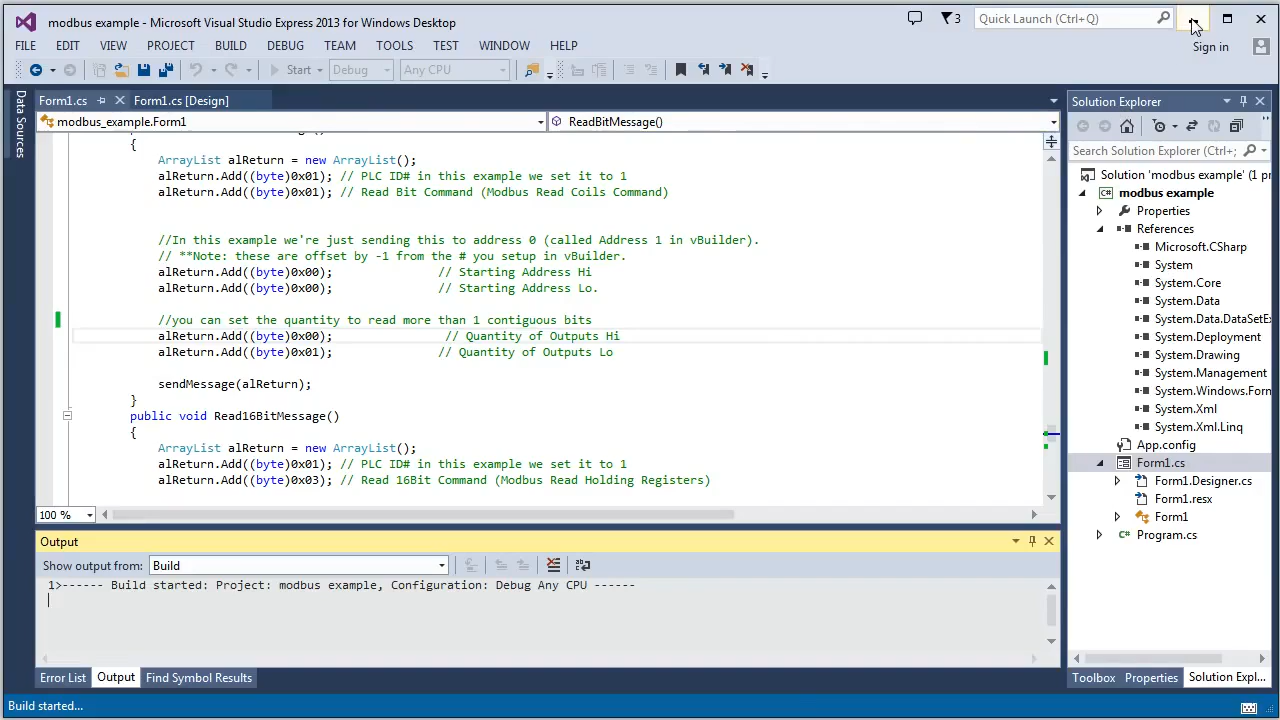 modbus example - Microsoft Visual Studio Express 2013 for Windows Desktop
3
Quick Launch (Ctrl+Q)
FILE EDIT VIEW PROJECT BUILD DEBUG TEAM TOOLS TEST WINDOW HELP
Sign in
Start Debug Any CPU
Data Sources
Form1.cs Form1.cs [Design]
modbus_example.Form1 ReadBitMessage()
{
ArrayList alReturn = new ArrayList();
alReturn.Add((byte)0x01); // PLC ID# in this example we set it to 1
alReturn.Add((byte)0x01); // Read Bit Command (Modbus Read Coils Command)
//In this example we're just sending this to address 0 (called Address 1 in vBuilder).
// **Note: these are offset by -1 from the # you setup in vBuilder.
alReturn.Add((byte)0x00); // Starting Address Hi
alReturn.Add((byte)0x00); // Starting Address Lo.
//you can set the quantity to read more than 1 contiguous bits
alReturn.Add((byte)0x00); // Quantity of Outputs Hi
alReturn.Add((byte)0x01); // Quantity of Outputs Lo
sendMessage(alReturn);
}
public void Read16BitMessage()
{
ArrayList alReturn = new ArrayList();
alReturn.Add((byte)0x01); // PLC ID# in this example we set it to 1
alReturn.Add((byte)0x03); // Read 16Bit Command (Modbus Read Holding Registers)
100 %
Output
Show output from: Build
1>------ Build started: Project: modbus example, Configuration: Debug Any CPU ------
Error List Output Find Symbol Results
Build started...
Solution Explorer
Search Solution Explorer (Ctrl+;
Solution 'modbus example' (1 pr
modbus example
Properties
References
Microsoft.CSharp
System
System.Core
System.Data
System.Data.DataSetEx
System.Deployment
System.Drawing
System.Management
System.Windows.Form
System.Xml
System.Xml.Linq
App.config
Form1.cs
Form1.Designer.cs
Form1.resx
Form1
Program.cs
Toolbox Properties Solution Expl...